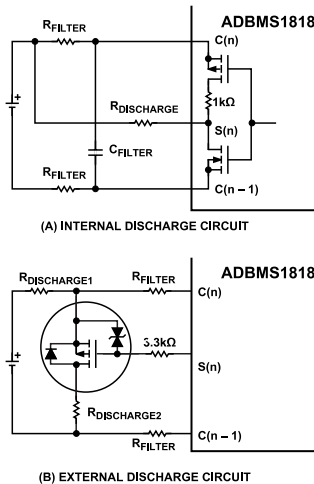 ADBMS1818
RFILTER
C(n)
1kΩ
RDISCHARGE
S(n)
CFILTER
RFILTER
C(n – 1)
(A) INTERNAL DISCHARGE CIRCUIT
ADBMS1818
RDISCHARGE1
RFILTER
C(n)
3.3kΩ
S(n)
RDISCHARGE2
RFILTER
C(n – 1)
(B) EXTERNAL DISCHARGE CIRCUIT